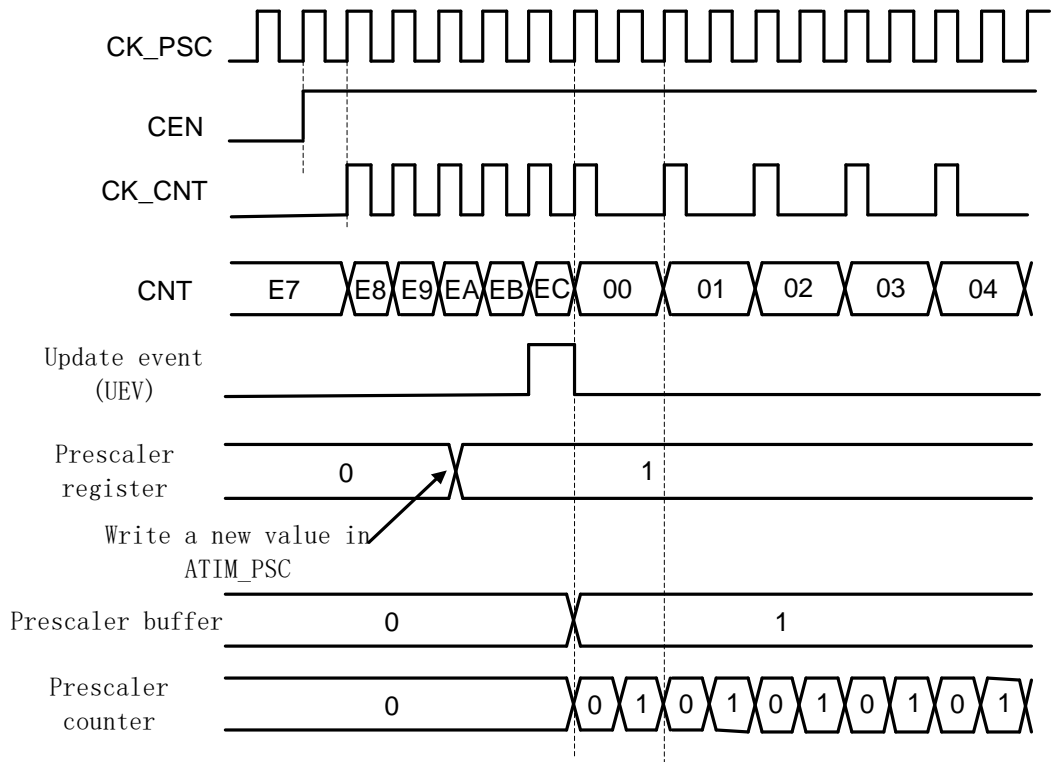 CK_PSC
CEN
CK_CNT
CNT E7 E8 E9 EA EB EC 00 01 02 03 04
Update event
(UEV)
Prescaler
register
0 1
Write a new value in
ATIM_PSC
Prescaler buffer 0 1
Prescaler
counter
0 0 1 0 1 0 1 0 1 0 1